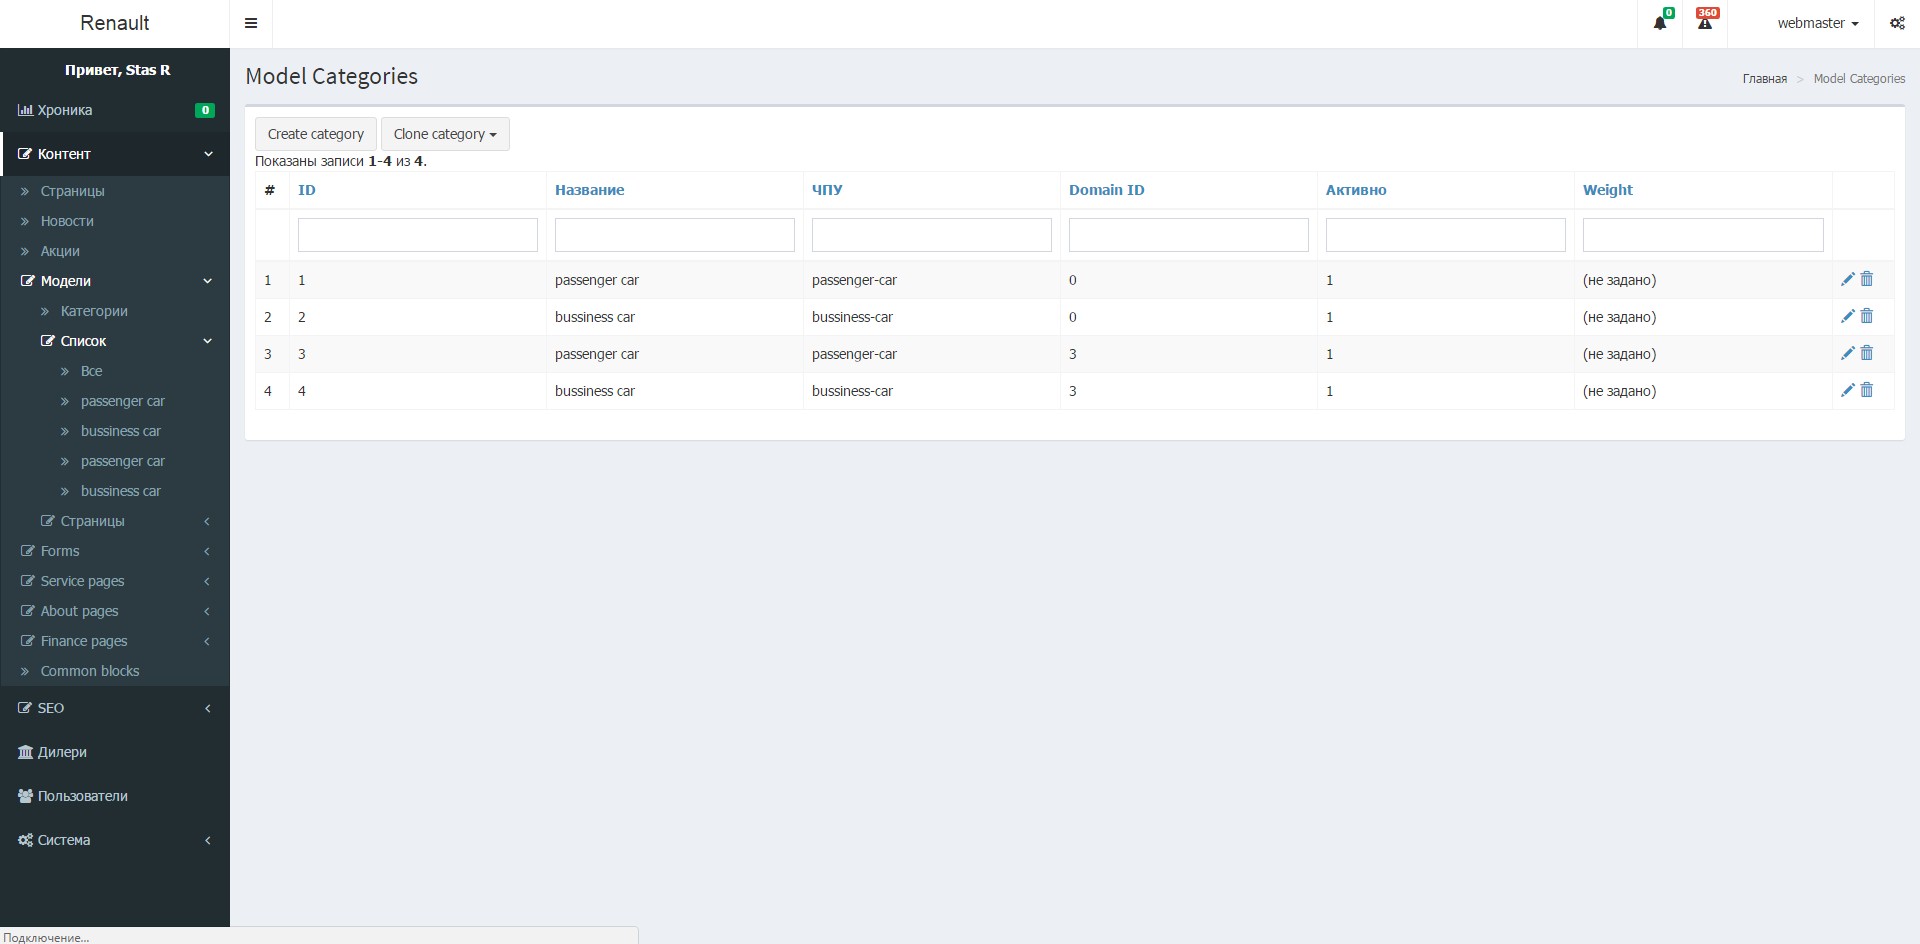 Renault
0
360
webmaster
Привет, Stas R
Хроника 0
Контент
Страницы
Новости
Акции
Модели
Категории
Список
Все
passenger car
bussiness car
passenger car
bussiness car
Страницы
Forms
Service pages
About pages
Finance pages
Common blocks
SEO
Дилери
Пользователи
Система
Model Categories
Главная > Model Categories
Create category Clone category
Показаны записи 1-4 из 4.
# ID Название ЧПУ Domain ID Активно Weight
1 1 passenger car passenger-car 0 1 (не задано)
2 2 bussiness car bussiness-car 0 1 (не задано)
3 3 passenger car passenger-car 3 1 (не задано)
4 4 bussiness car bussiness-car 3 1 (не задано)
Подключение...